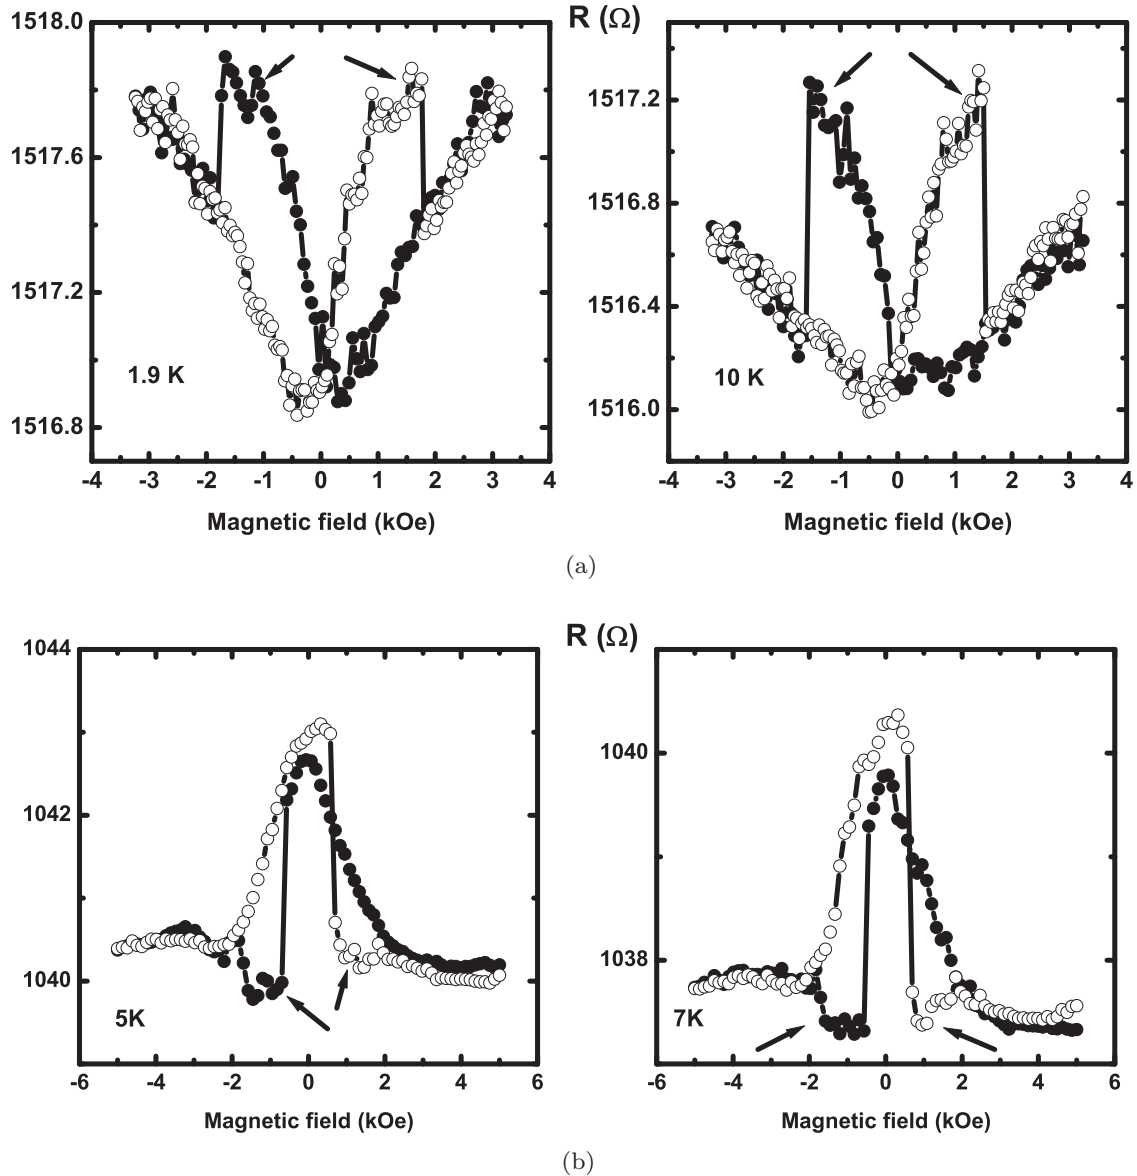 R (Ω)
1518.0
1517.6
1517.2
1516.8
1.9 K
-4 -3 -2 -1 0 1 2 3 4
Magnetic field (kOe)
1517.2
1516.8
1516.4
1516.0
10 K
-4 -3 -2 -1 0 1 2 3 4
Magnetic field (kOe)
(a)
R (Ω)
1044
1042
1040
5K
-6 -4 -2 0 2 4 6
Magnetic field (kOe)
1040
1038
7K
-6 -4 -2 0 2 4 6
Magnetic field (kOe)
(b)